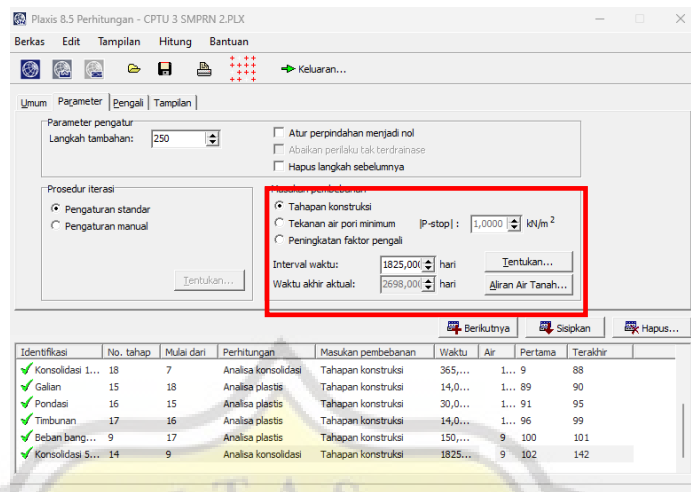 Plaxis 8.5 Perhitungan - CPTU 3 SMPRN 2.PLX
Berkas Edit Tampilan Hitung Bantuan
Keluaran...
Umum Parameter Pengali Tampilan
Parameter pengatur
Langkah tambahan: 250
Atur perpindahan menjadi nol
Abaikan perilaku tak terdrainase
Hapus langkah sebelumnya
Prosedur iterasi
Pengaturan standar
Pengaturan manual
Tentukan...
Masukan pembebanan
Tahapan konstruksi
Tekanan air pori minimum |P-stop| : 1,0000 kN/m²
Peningkatan faktor pengali
Interval waktu: 1825,00( hari Tentukan...
Waktu akhir aktual: 2698,00( hari Aliran Air Tanah...
Berikutnya Sisipkan Hapus...
Identifikasi No. tahap Mulai dari Perhitungan Masukan pembebanan Waktu Air Pertama Terakhir
Konsolidasi 1... 18 7 Analisa konsolidasi Tahapan konstruksi 365,... 1... 9 88
Galian 15 18 Analisa plastis Tahapan konstruksi 14,0... 1... 89 90
Pondasi 16 15 Analisa plastis Tahapan konstruksi 30,0... 1... 91 95
Timbunan 17 16 Analisa plastis Tahapan konstruksi 14,0... 1... 96 99
Beban bang... 9 17 Analisa plastis Tahapan konstruksi 150,... 9 100 101
Konsolidasi 5... 14 9 Analisa konsolidasi Tahapan konstruksi 1825... 9 102 142